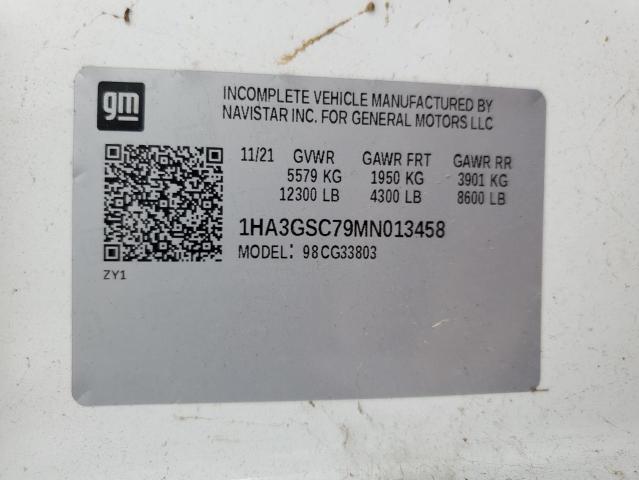 gm
INCOMPLETE VEHICLE MANUFACTURED BY
NAVISTAR INC. FOR GENERAL MOTORS LLC
11/21 GVWR GAWR FRT GAWR RR
5579 KG 1950 KG 3901 KG
12300 LB 4300 LB 8600 LB
1HA3GSC79MN013458
MODEL: 98CG33803
ZY1